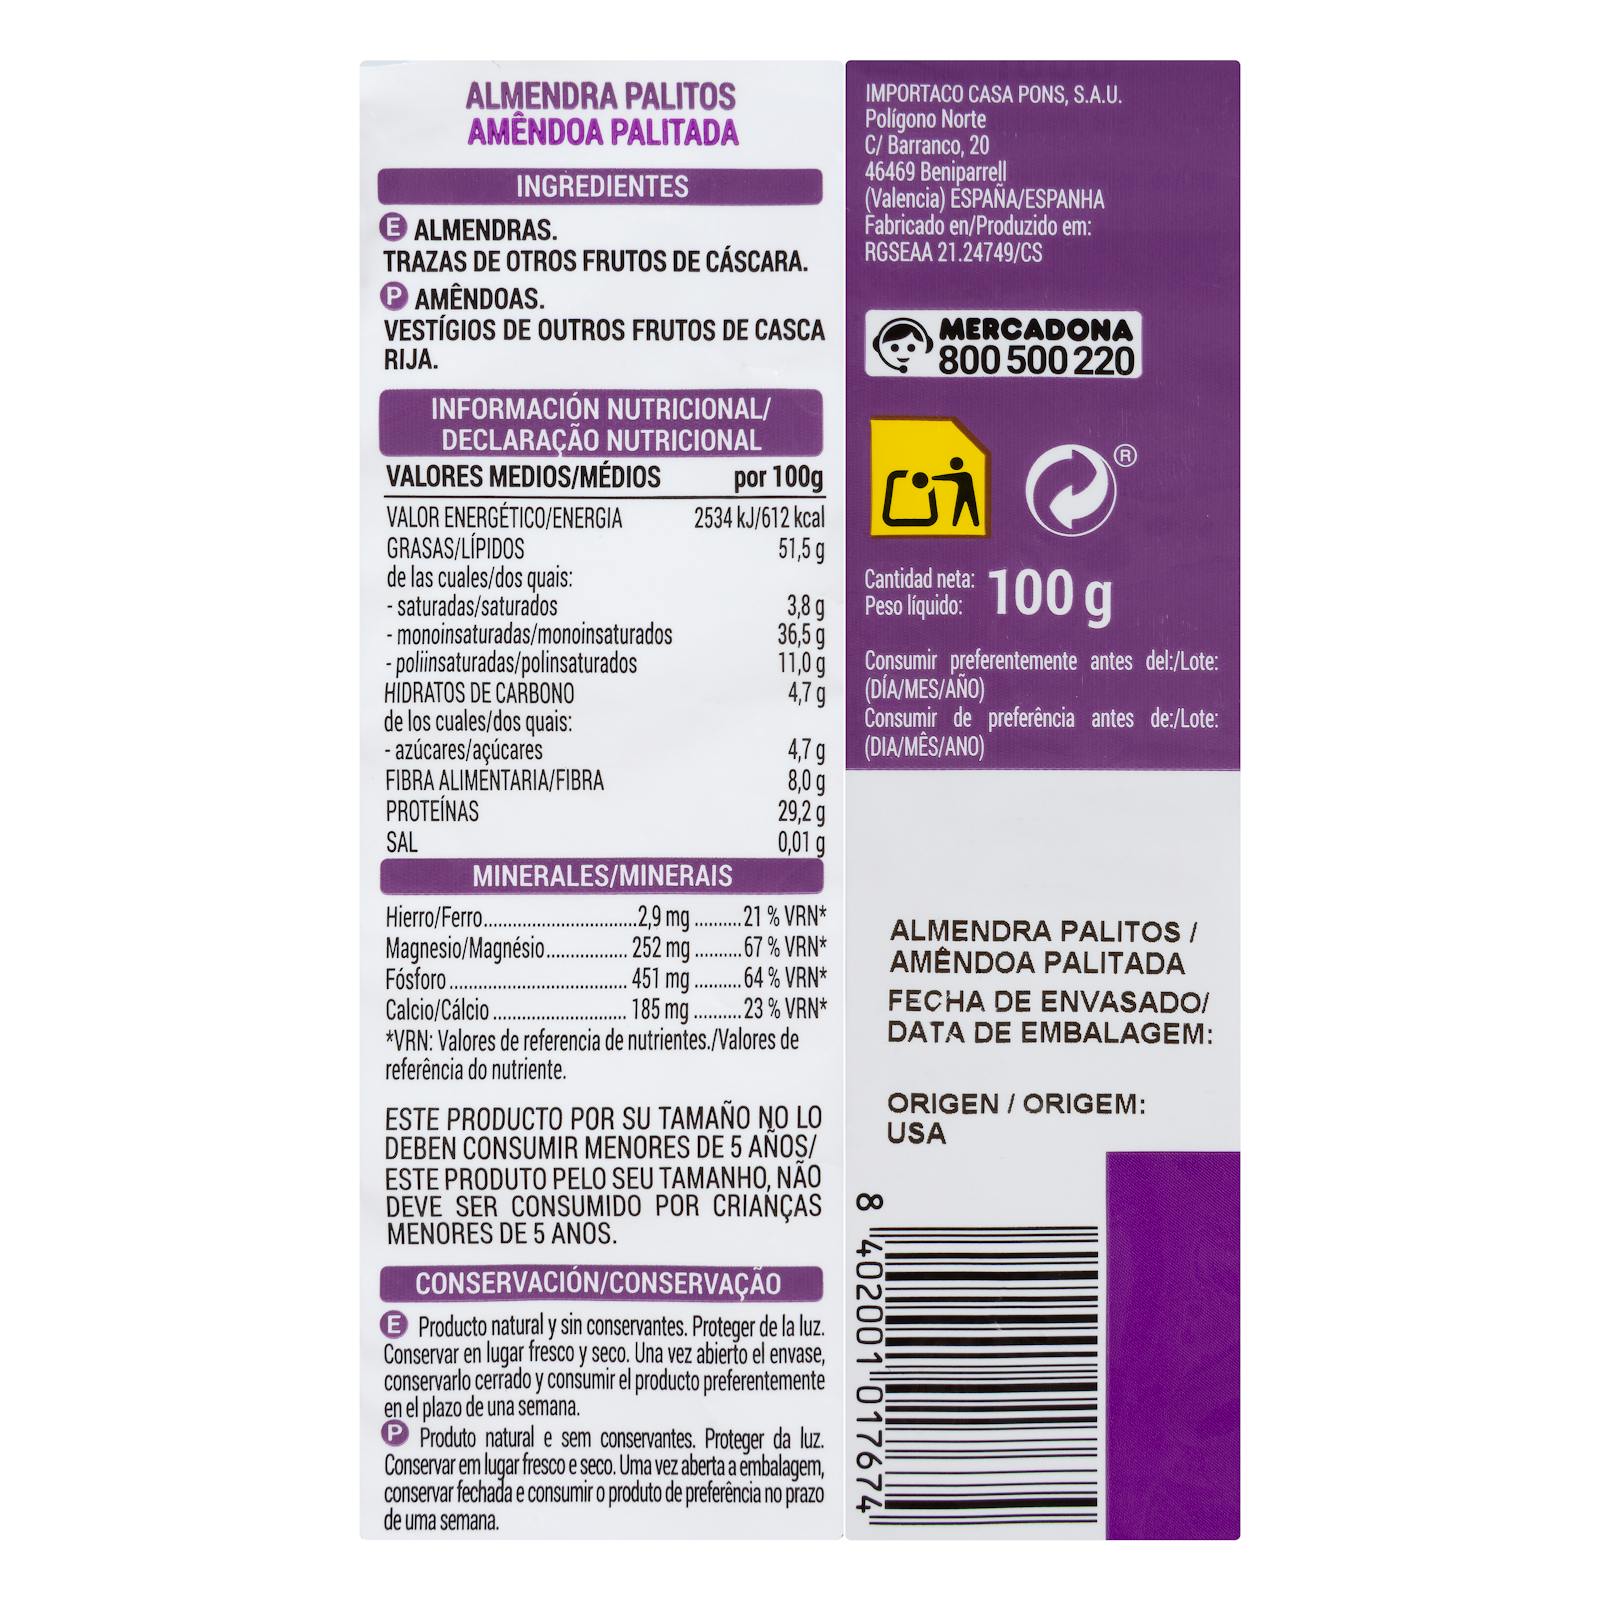 ALMENDRA PALITOS
AMÊNDOA PALITADA
INGREDIENTES
E ALMENDRAS.
TRAZAS DE OTROS FRUTOS DE CÁSCARA.
P AMÊNDOAS.
VESTÍGIOS DE OUTROS FRUTOS DE CASCA
RIJA.
INFORMACIÓN NUTRICIONAL/
DECLARAÇÃO NUTRICIONAL
VALORES MEDIOS/MÉDIOS por 100g
VALOR ENERGÉTICO/ENERGIA 2534 kJ/612 kcal
GRASAS/LÍPIDOS 51,5 g
de las cuales/dos quais:
- saturadas/saturados 3,8 g
- monoinsaturadas/monoinsaturados 36,5 g
- poliinsaturadas/polinsaturados 11,0 g
HIDRATOS DE CARBONO 4,7 g
de los cuales/dos quais:
- azúcares/açúcares 4,7 g
FIBRA ALIMENTARIA/FIBRA 8,0 g
PROTEÍNAS 29,2 g
SAL 0,01 g
MINERALES/MINERAIS
Hierro/Ferro..............................2,9 mg ..........21 % VRN*
Magnesio/Magnésio................ 252 mg ..........67 % VRN*
Fósforo ................................... 451 mg ..........64 % VRN*
Calcio/Cálcio .......................... 185 mg ..........23 % VRN*
*VRN: Valores de referencia de nutrientes./Valores de
referência do nutriente.
ESTE PRODUCTO POR SU TAMAÑO NO LO
DEBEN CONSUMIR MENORES DE 5 AÑOS/
ESTE PRODUTO PELO SEU TAMANHO, NÃO
DEVE SER CONSUMIDO POR CRIANÇAS
MENORES DE 5 ANOS.
CONSERVACIÓN/CONSERVAÇÃO
E Producto natural y sin conservantes. Proteger de la luz.
Conservar en lugar fresco y seco. Una vez abierto el envase,
conservarlo cerrado y consumir el producto preferentemente
en el plazo de una semana.
P Produto natural e sem conservantes. Proteger da luz.
Conservar em lugar fresco e seco. Uma vez aberta a embalagem,
conservar fechada e consumir o produto de preferência no prazo
de uma semana.
IMPORTACO CASA PONS, S.A.U.
Polígono Norte
C/ Barranco, 20
46469 Beniparrell
(Valencia) ESPAÑA/ESPANHA
Fabricado en/Produzido em:
RGSEAA 21.24749/CS
MERCADONA
800 500 220
®
Cantidad neta:
Peso líquido: 100 g
Consumir preferentemente antes del:/Lote:
(DÍA/MES/AÑO)
Consumir de preferência antes de:/Lote:
(DIA/MÊS/ANO)
ALMENDRA PALITOS /
AMÊNDOA PALITADA
FECHA DE ENVASADO/
DATA DE EMBALAGEM:
ORIGEN / ORIGEM:
USA
8 402001 017674